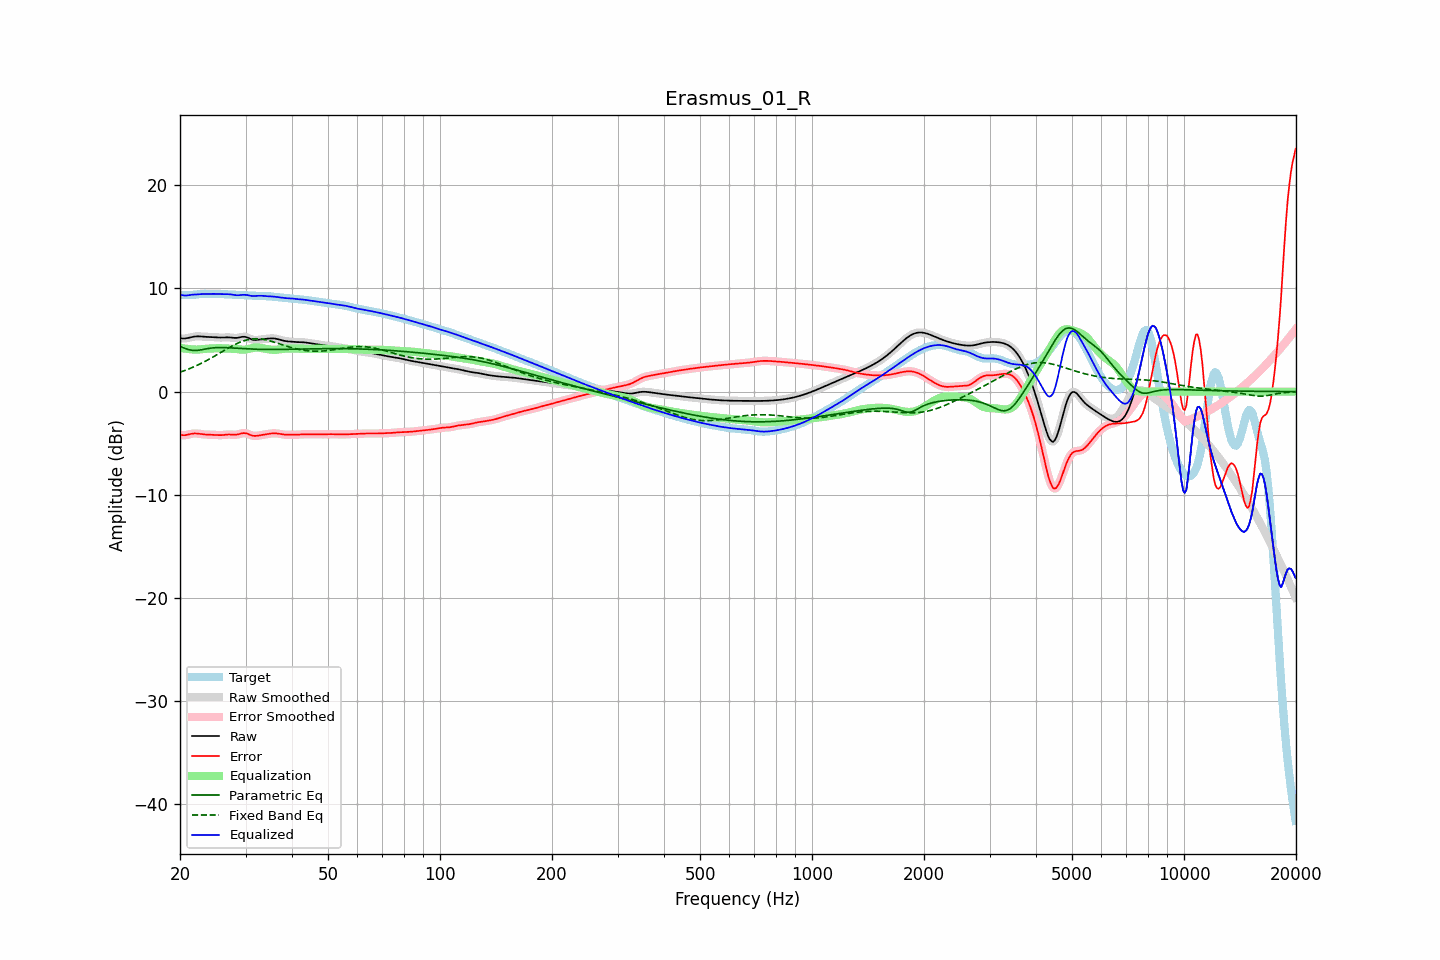 Erasmus_01_R
Amplitude (dBr)
20
10
0
−10
−20
−30
−40
Target
Raw Smoothed
Error Smoothed
Raw
Error
Equalization
Parametric Eq
Fixed Band Eq
Equalized
20 50 100 200 500 1000 2000 5000 10000 20000
Frequency (Hz)